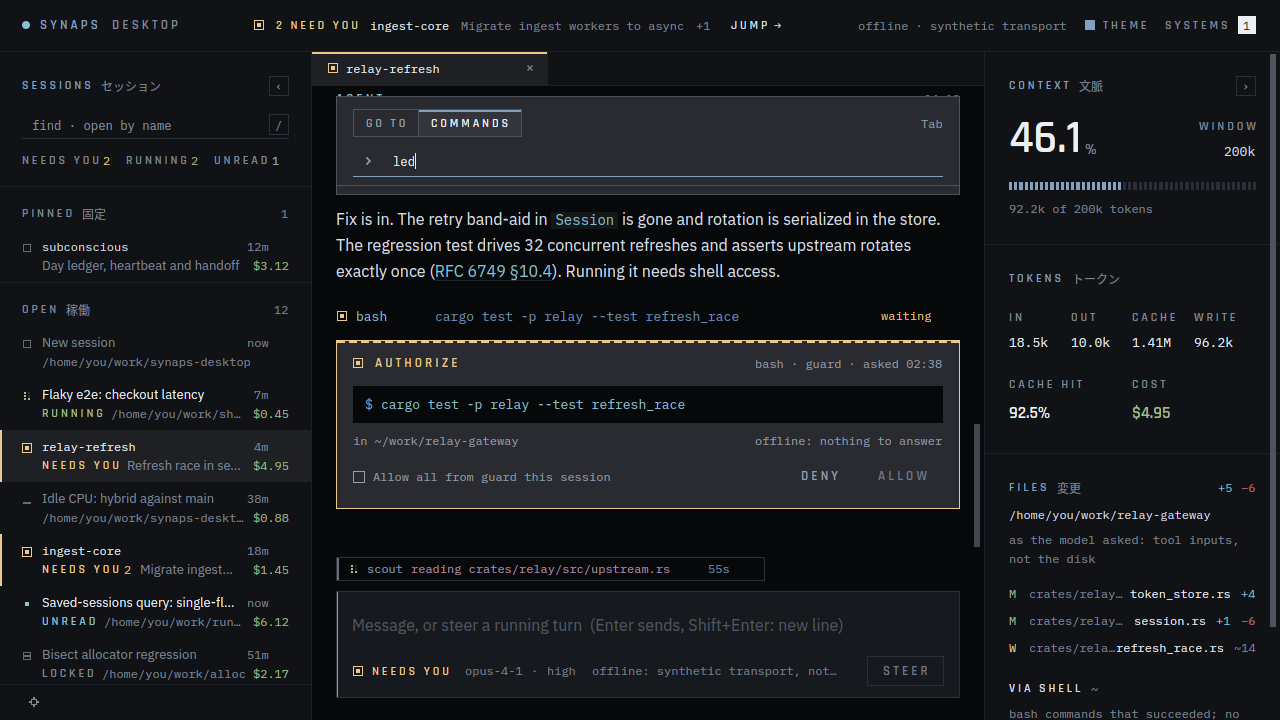 SYNAPS DESKTOP
2 NEED YOU ingest-core Migrate ingest workers to async +1 JUMP →
offline · synthetic transport THEME SYSTEMS 1
SESSIONS セッション ‹
find · open by name /
NEEDS YOU 2 RUNNING 2 UNREAD 1
PINNED 固定 1
subconscious 12m
Day ledger, heartbeat and handoff $3.12
OPEN 稼働 12
New session now
/home/you/work/synaps-desktop
Flaky e2e: checkout latency 7m
RUNNING /home/you/work/sh… $0.45
relay-refresh 4m
NEEDS YOU Refresh race in se… $4.95
Idle CPU: hybrid against main 38m
/home/you/work/synaps-deskt… $0.88
ingest-core 18m
NEEDS YOU 2 Migrate ingest… $1.45
Saved-sessions query: single-fl… now
UNREAD /home/you/work/run… $6.12
Bisect allocator regression 51m
LOCKED /home/you/work/alloc $2.17
relay-refresh ×
GO TO COMMANDS Tab
› led
Fix is in. The retry band-aid in Session is gone and rotation is serialized in the store.
The regression test drives 32 concurrent refreshes and asserts upstream rotates
exactly once (RFC 6749 §10.4). Running it needs shell access.
bash cargo test -p relay --test refresh_race waiting
AUTHORIZE bash · guard · asked 02:38
$ cargo test -p relay --test refresh_race
in ~/work/relay-gateway offline: nothing to answer
Allow all from guard this session DENY ALLOW
scout reading crates/relay/src/upstream.rs 55s
Message, or steer a running turn (Enter sends, Shift+Enter: new line)
NEEDS YOU opus-4-1 · high offline: synthetic transport, not… STEER
CONTEXT 文脈 ›
46.1% WINDOW
200k
92.2k of 200k tokens
TOKENS トークン
IN OUT CACHE WRITE
18.5k 10.0k 1.41M 96.2k
CACHE HIT COST
92.5% $4.95
FILES 変更 +5 −6
/home/you/work/relay-gateway
as the model asked: tool inputs,
not the disk
M crates/relay… token_store.rs +4
M crates/relay… session.rs +1 −6
W crates/rela… refresh_race.rs ~14
VIA SHELL ~
bash commands that succeeded; no